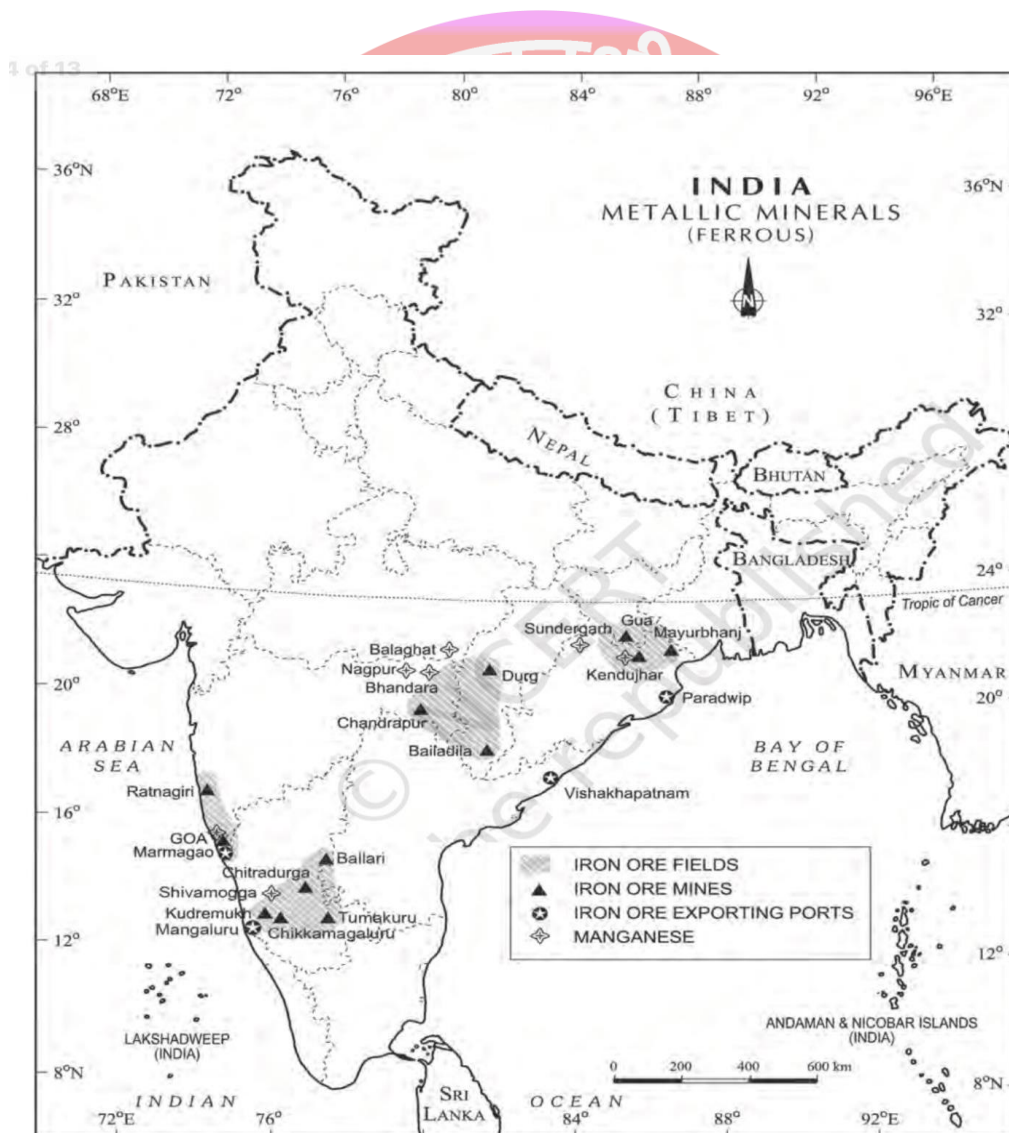 4 of 13
68°E 72° 76° 80° 84° 88° 92° 96°E
36°N
36°N
INDIA
METALLIC MINERALS
(FERROUS)
N
PAKISTAN
32°
32°
CHINA
(TIBET)
28°
NEPAL
BHUTAN
BANGLADESH
24°
24°
Tropic of Cancer
Gua
Sundergarh
Mayurbhanj
Balaghat
Nagpur
Durg
Kendujhar
MYANMAR
Bhandara
20°
20°
Paradwip
Chandrapur
Bailadila
ARABIAN
SEA
BAY OF
BENGAL
Ratnagiri
Vishakhapatnam
16°
16°
GOA
Marmagao
Ballari
Chitradurga
Shivamogga
Kudremukh
Tumakuru
Mangaluru
Chikkamagaluru
IRON ORE FIELDS
IRON ORE MINES
IRON ORE EXPORTING PORTS
MANGANESE
12°
12°
LAKSHADWEEP
(INDIA)
ANDAMAN & NICOBAR ISLANDS
(INDIA)
8°N
8°N
0 200 400 600 km
SRI
LANKA
INDIAN OCEAN
72°E 76° 84° 88° 92°E
© NCERT
be republished